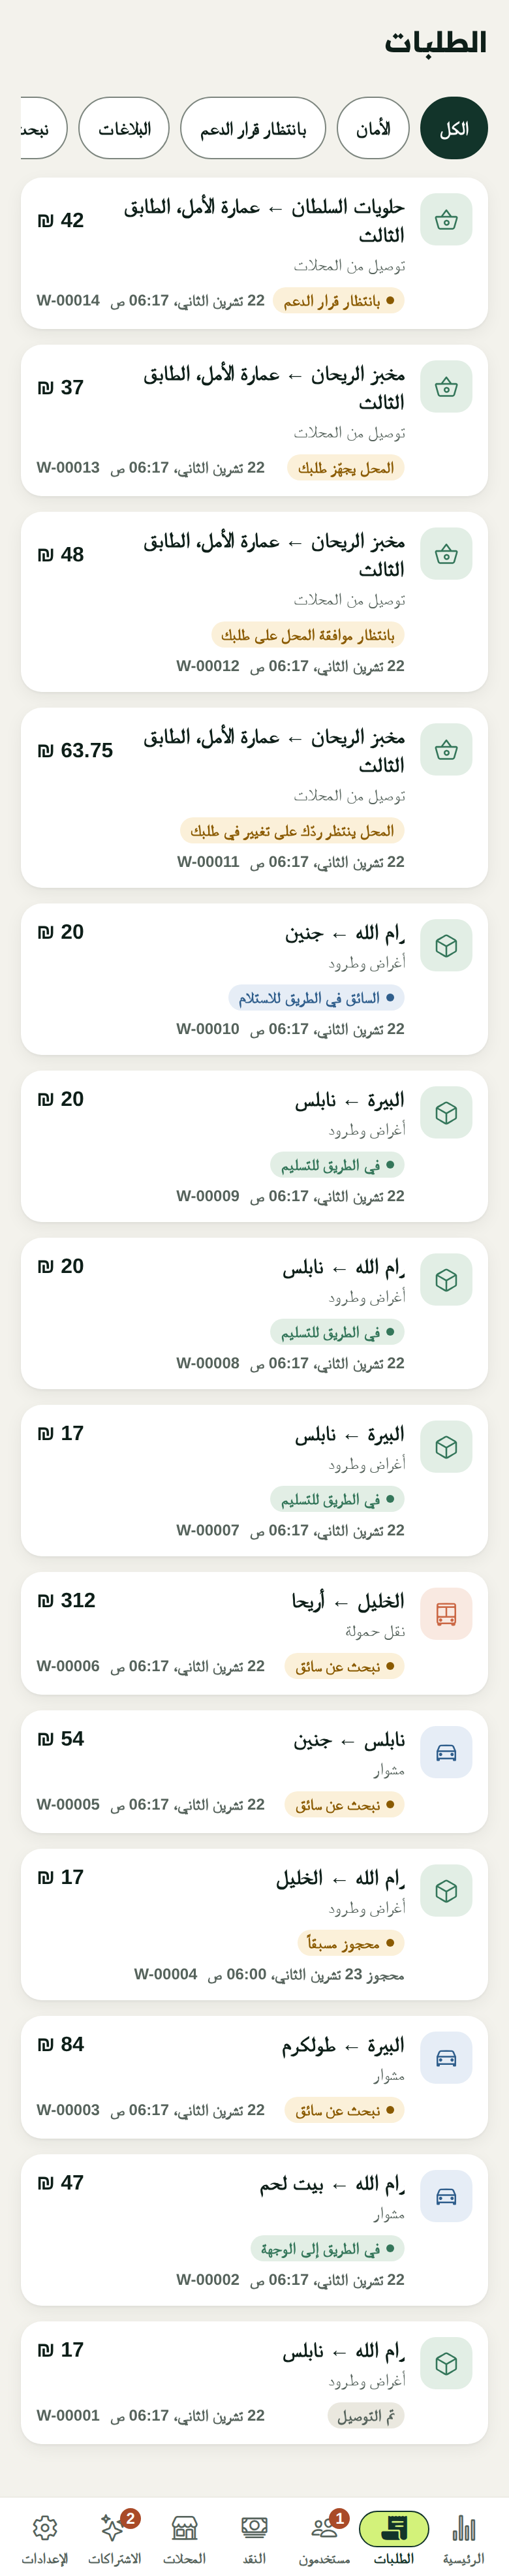 الطلبات
الكل
الأمان
بانتظار قرار الدعم
البلاغات
حلويات السلطان ← عمارة الأمل، الطابق
الثالث
₪ 42
توصيل من المحلات
بانتظار قرار الدعم
22 تشرين الثاني، 06:17 ص W-00014
مخبز الريحان ← عمارة الأمل، الطابق
الثالث
₪ 37
توصيل من المحلات
المحل يجهّز طلبك
22 تشرين الثاني، 06:17 ص W-00013
مخبز الريحان ← عمارة الأمل، الطابق
الثالث
₪ 48
توصيل من المحلات
بانتظار موافقة المحل على طلبك
22 تشرين الثاني، 06:17 ص W-00012
مخبز الريحان ← عمارة الأمل، الطابق
الثالث
₪ 63.75
توصيل من المحلات
المحل ينتظر ردّك على تغيير في طلبك
22 تشرين الثاني، 06:17 ص W-00011
رام الله ← جنين
₪ 20
أغراض وطرود
السائق في الطريق للاستلام
22 تشرين الثاني، 06:17 ص W-00010
البيرة ← نابلس
₪ 20
أغراض وطرود
في الطريق للتسليم
22 تشرين الثاني، 06:17 ص W-00009
رام الله ← نابلس
₪ 20
أغراض وطرود
في الطريق للتسليم
22 تشرين الثاني، 06:17 ص W-00008
البيرة ← نابلس
₪ 17
أغراض وطرود
في الطريق للتسليم
22 تشرين الثاني، 06:17 ص W-00007
الخليل ← أريحا
₪ 312
نقل حمولة
نبحث عن سائق
22 تشرين الثاني، 06:17 ص W-00006
نابلس ← جنين
₪ 54
مشوار
نبحث عن سائق
22 تشرين الثاني، 06:17 ص W-00005
رام الله ← الخليل
₪ 17
أغراض وطرود
محجوز مسبقاً
محجوز 23 تشرين الثاني، 06:00 ص W-00004
البيرة ← طولكرم
₪ 84
مشوار
نبحث عن سائق
22 تشرين الثاني، 06:17 ص W-00003
رام الله ← بيت لحم
₪ 47
مشوار
في الطريق إلى الوجهة
22 تشرين الثاني، 06:17 ص W-00002
رام الله ← نابلس
₪ 17
أغراض وطرود
تمّ التوصيل
22 تشرين الثاني، 06:17 ص W-00001
الرئيسية
الطلبات
1
مستخدمون
النقد
المحلات
2
الاشتراكات
الإعدادات